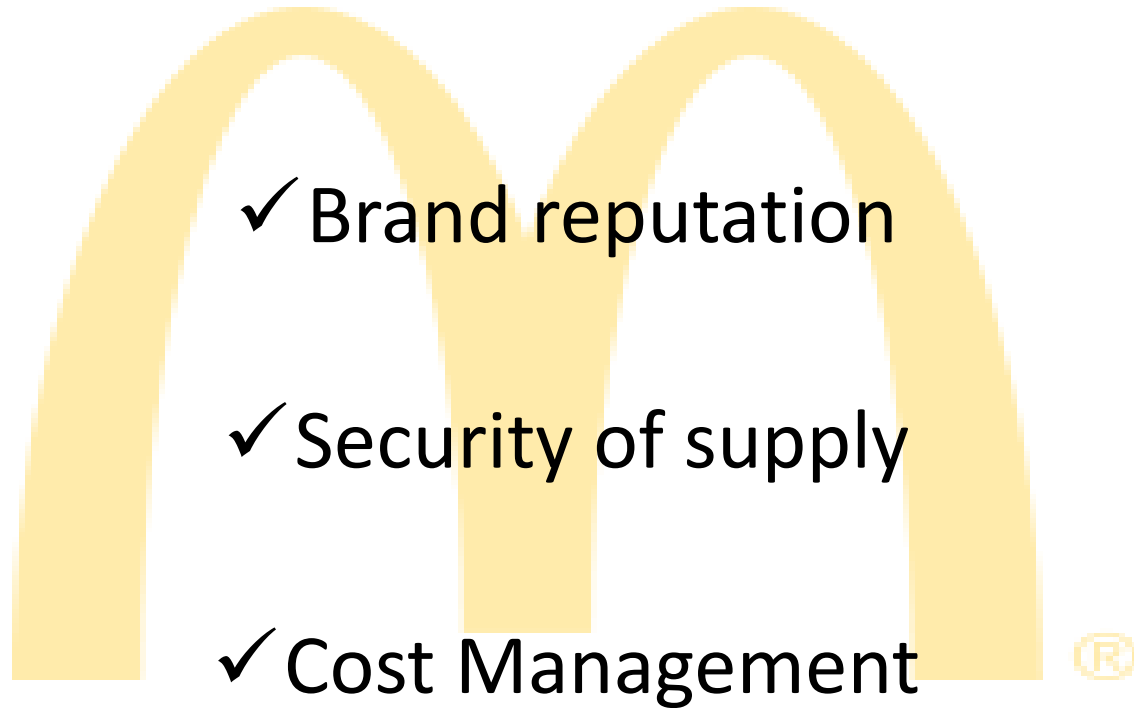 ✓Brand reputation
✓Security of supply
✓Cost Management
®